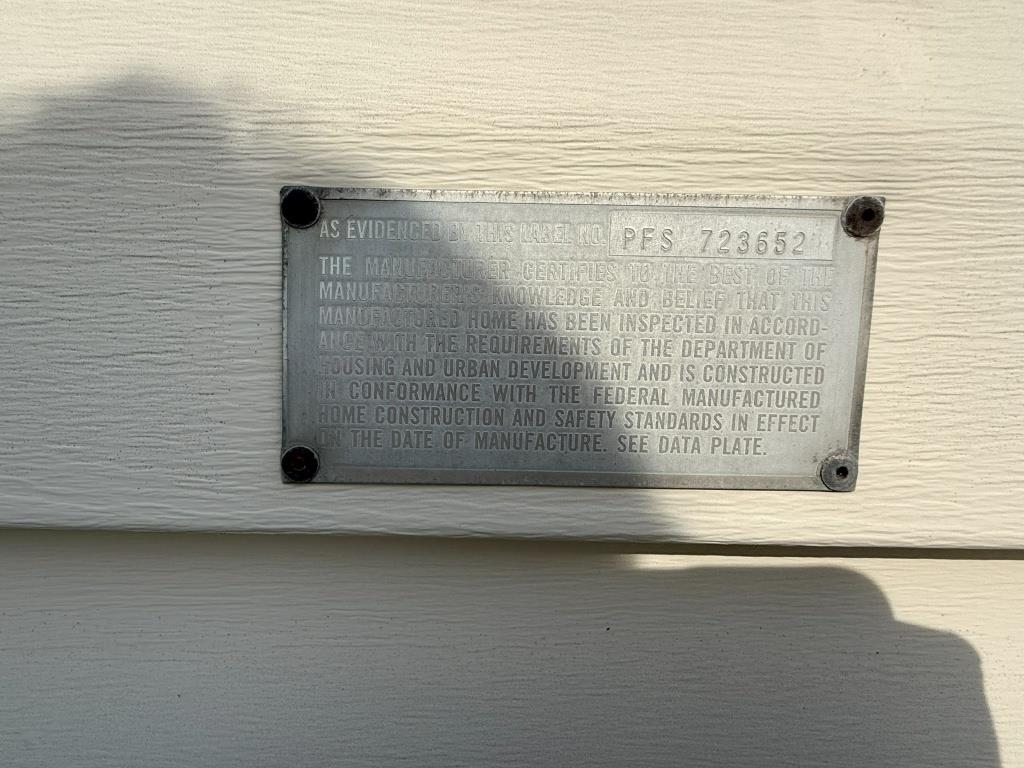 AS EVIDENCED BY THIS LABEL NO. PFS 723652
THE MANUFACTURER CERTIFIES TO THE BEST OF THE
MANUFACTURER'S KNOWLEDGE AND BELIEF THAT THIS
MANUFACTURED HOME HAS BEEN INSPECTED IN ACCORD-
ANCE WITH THE REQUIREMENTS OF THE DEPARTMENT OF
HOUSING AND URBAN DEVELOPMENT AND IS CONSTRUCTED
IN CONFORMANCE WITH THE FEDERAL MANUFACTURED
HOME CONSTRUCTION AND SAFETY STANDARDS IN EFFECT
ON THE DATE OF MANUFACTURE. SEE DATA PLATE.